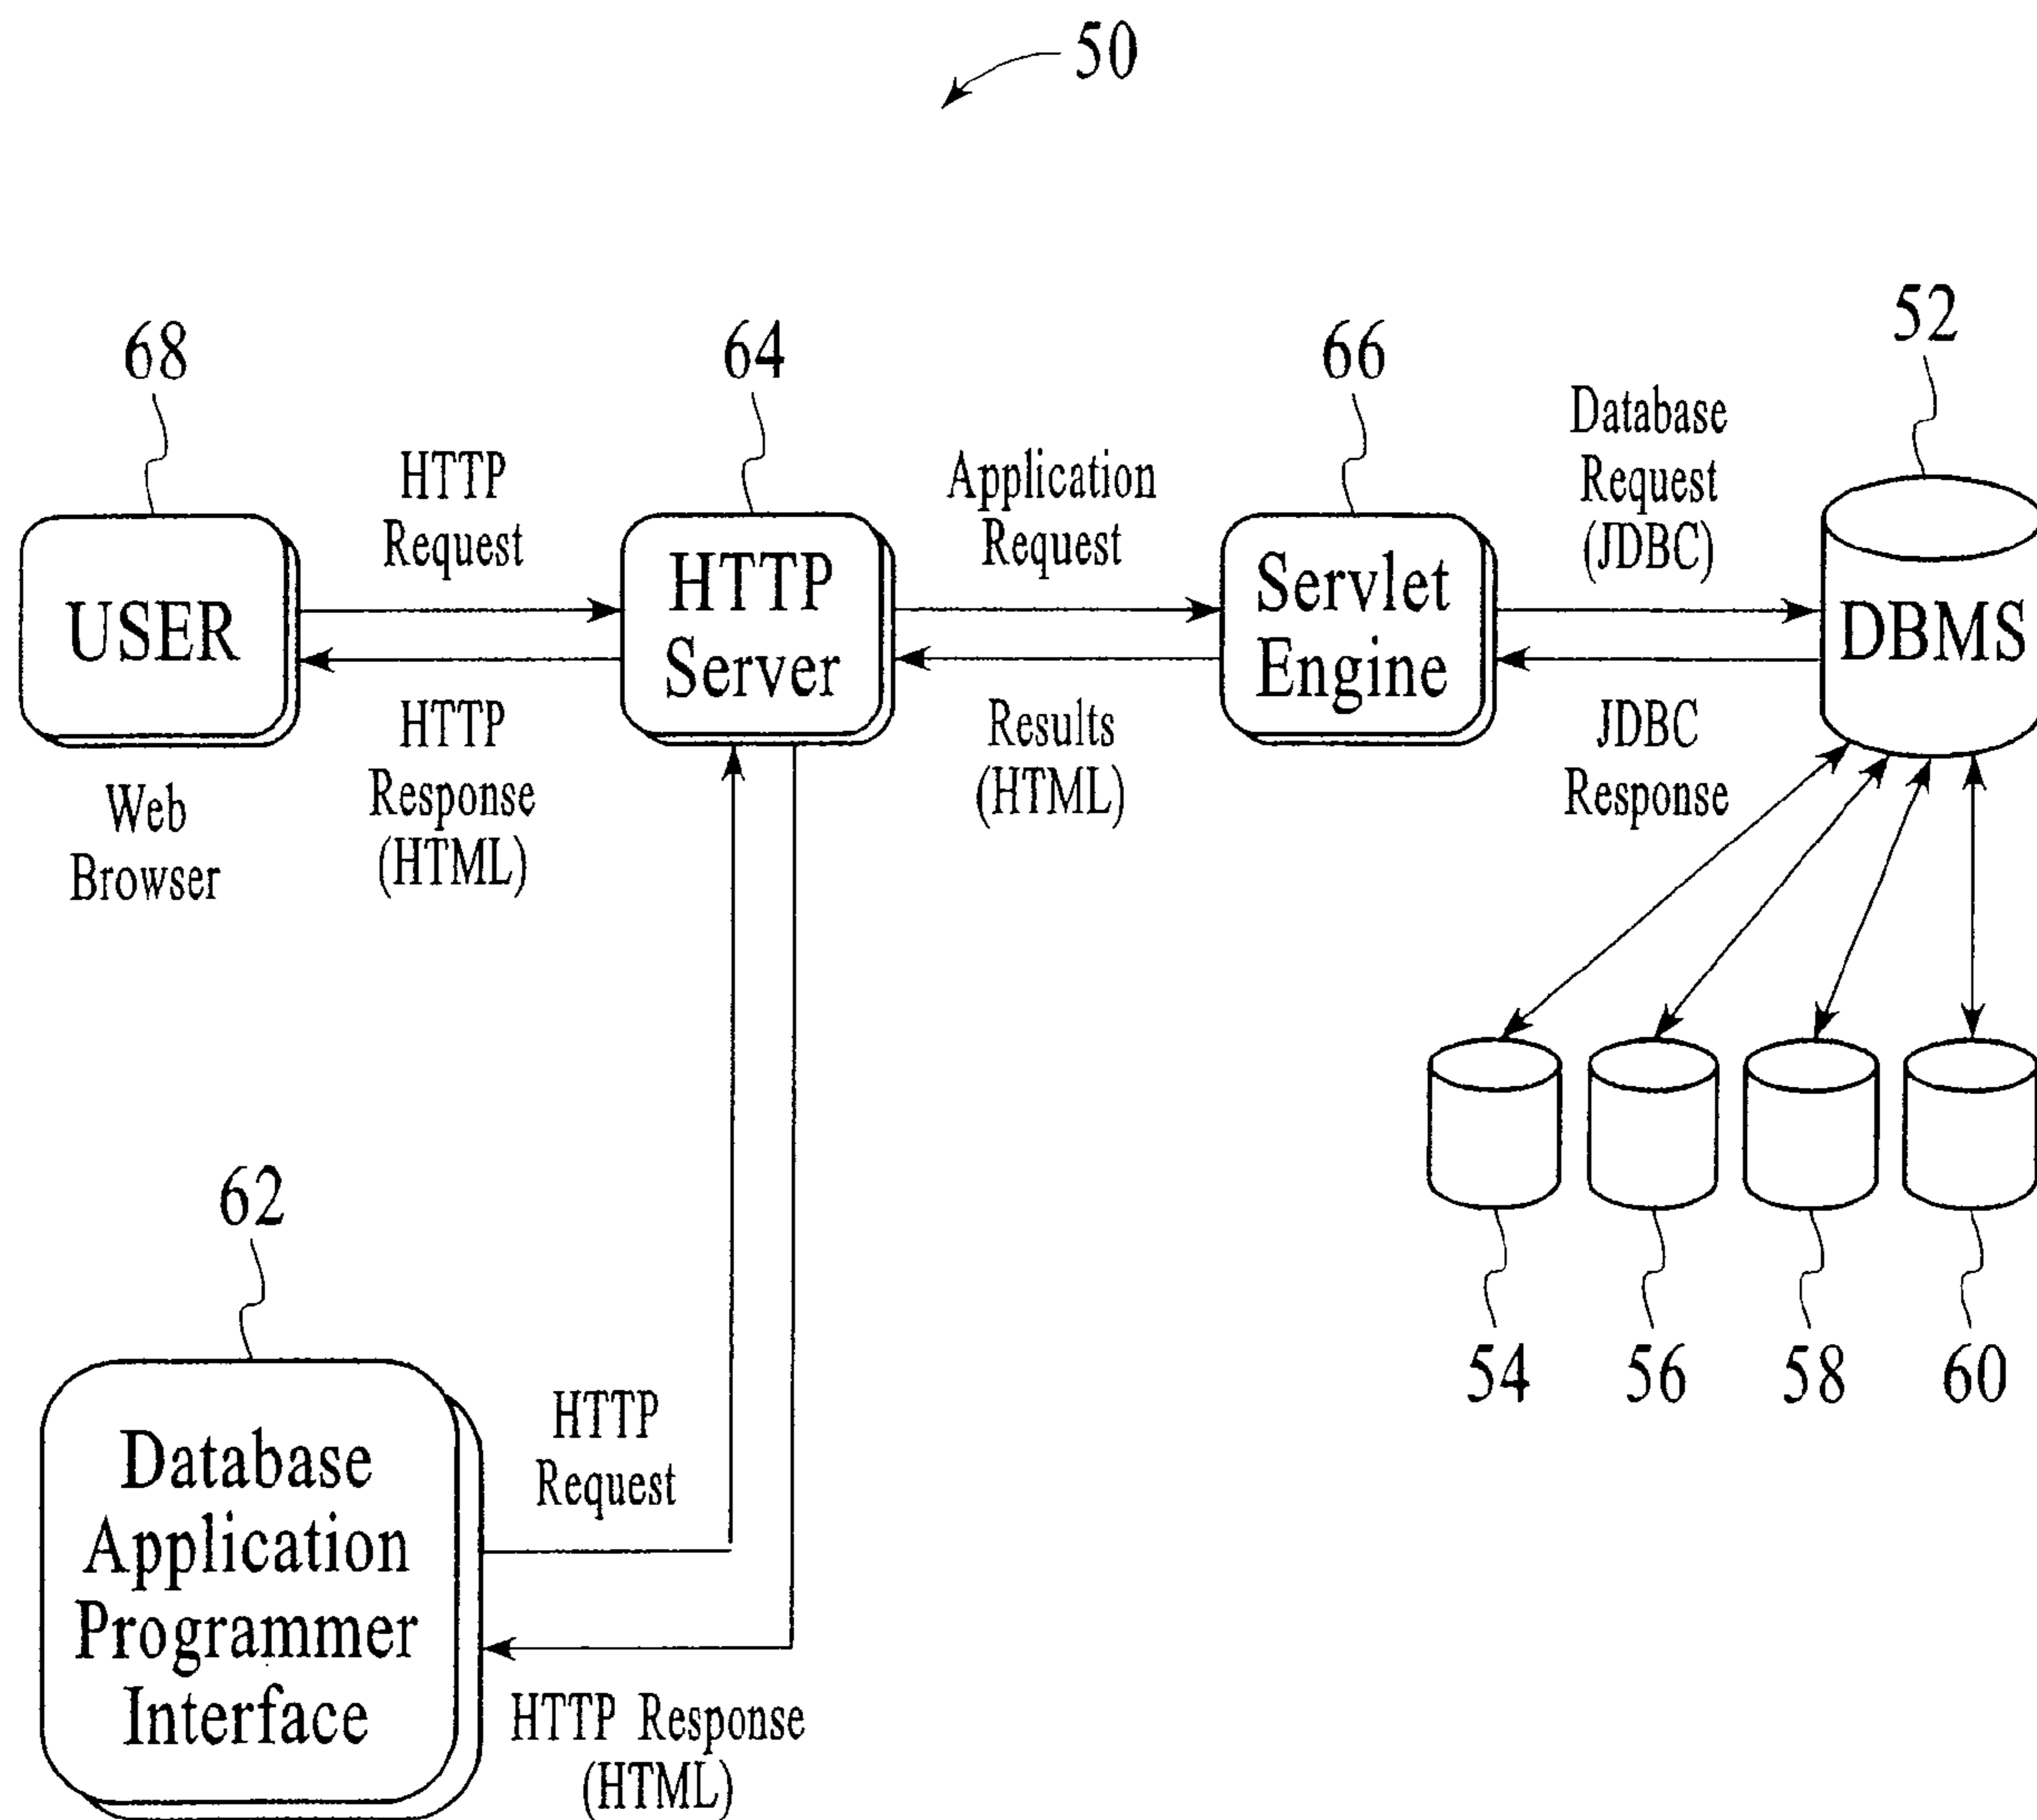 50
68
64
66
52
HTTP
Request
Application
Request
Database
Request
(JDBC)
USER
HTTP
Server
Servlet
Engine
DBMS
HTTP
Response
(HTML)
Results
(HTML)
JDBC
Response
Web
Browser
62
54
56
58
60
Database
Application
Programmer
Interface
HTTP
Request
HTTP Response
(HTML)